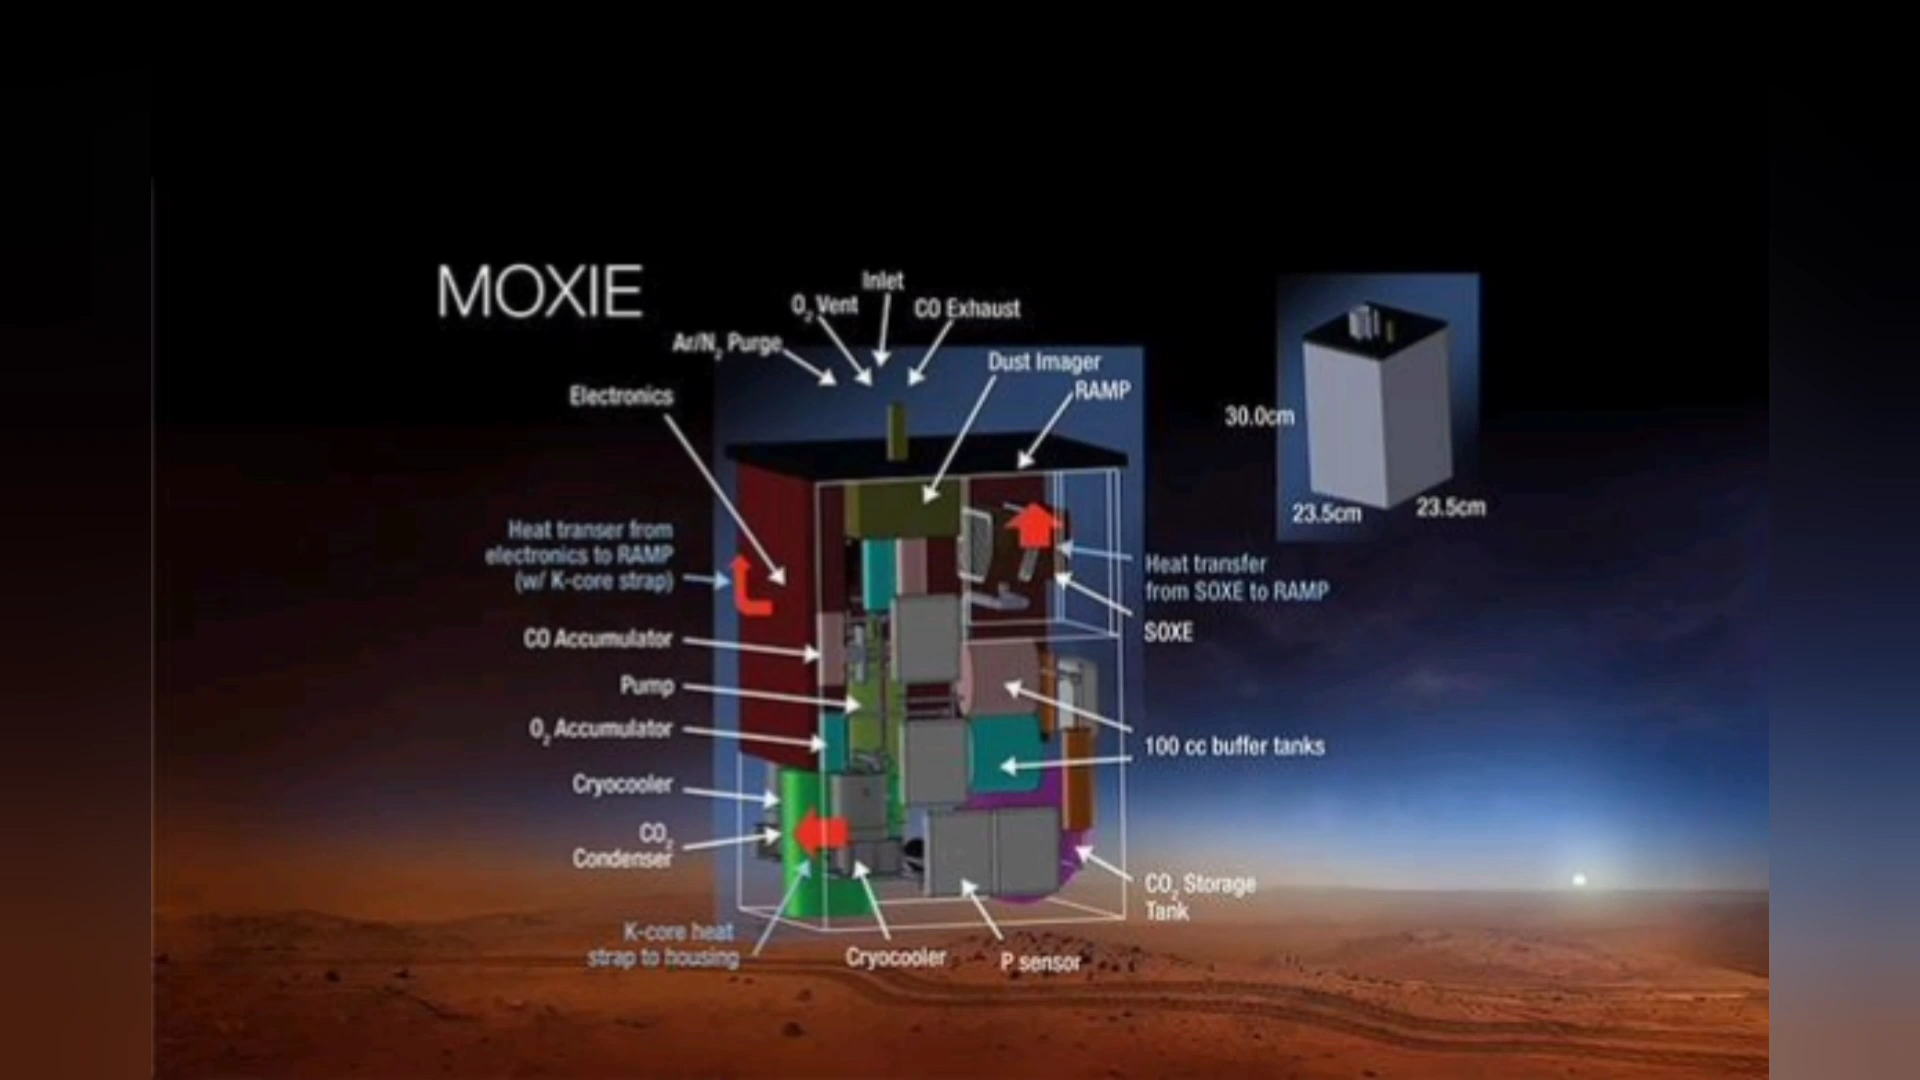 MOXIE
Inlet
O₂ Vent
CO Exhaust
Ar/N₂ Purge
Dust Imager
RAMP
Electronics
Heat transer from
electronics to RAMP
(w/ K-core strap)
CO Accumulator
Pump
O₂ Accumulator
Cryocooler
CO₂
Condenser
K-core heat
strap to housing
Cryocooler
P sensor
Heat transfer
from SOXE to RAMP
SOXE
100 cc buffer tanks
CO₂ Storage
Tank
30.0cm
23.5cm
23.5cm